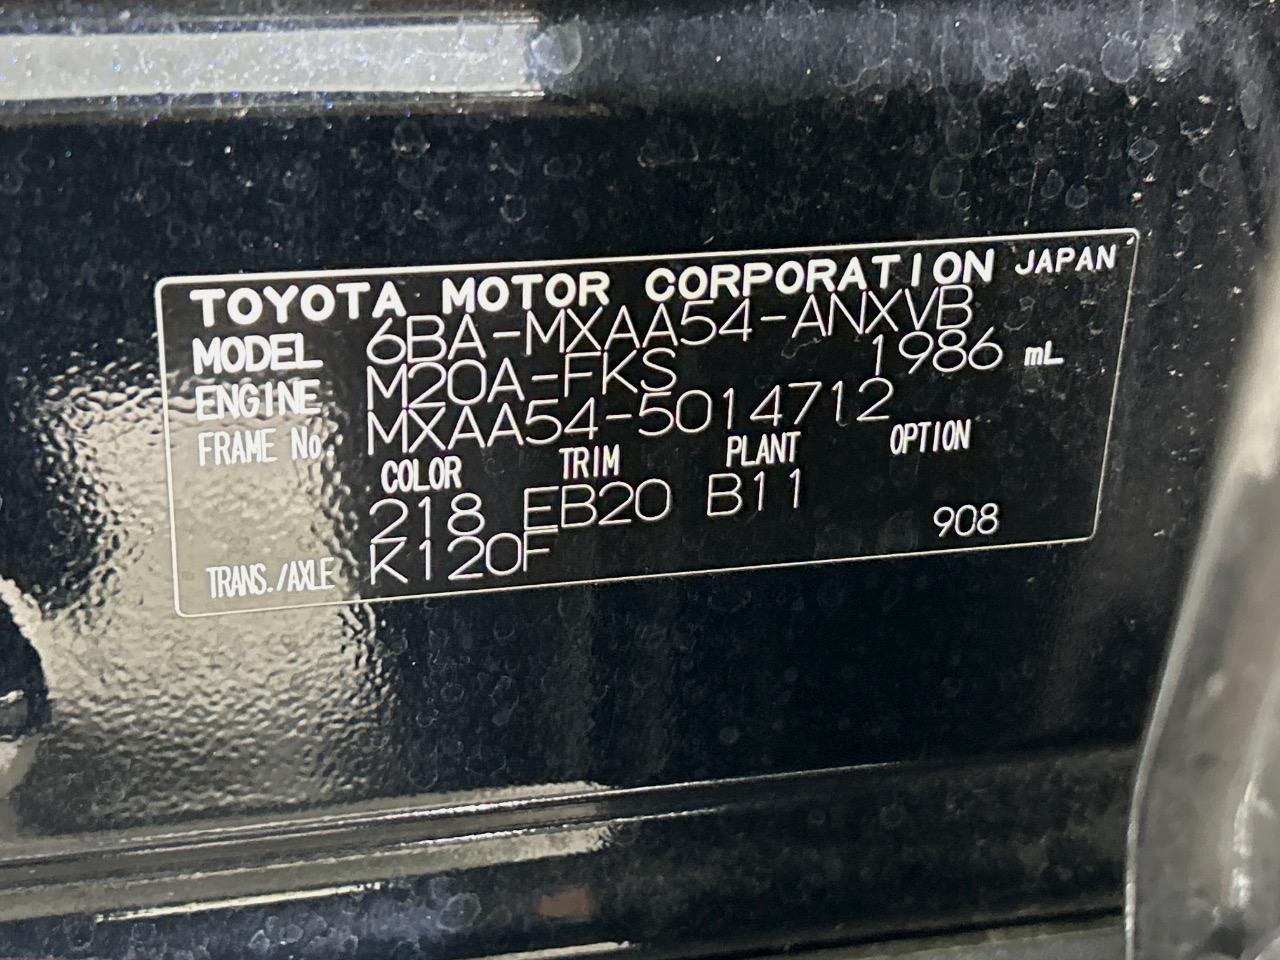 TOYOTA MOTOR CORPORATION JAPAN
MODEL 6BA-MXAA54-ANXVB
ENGINE M20A-FKS 1986 mL
FRAME No. MXAA54-5014712
COLOR TRIM PLANT OPTION
218 EB20 B11
TRANS./AXLE K120F 908